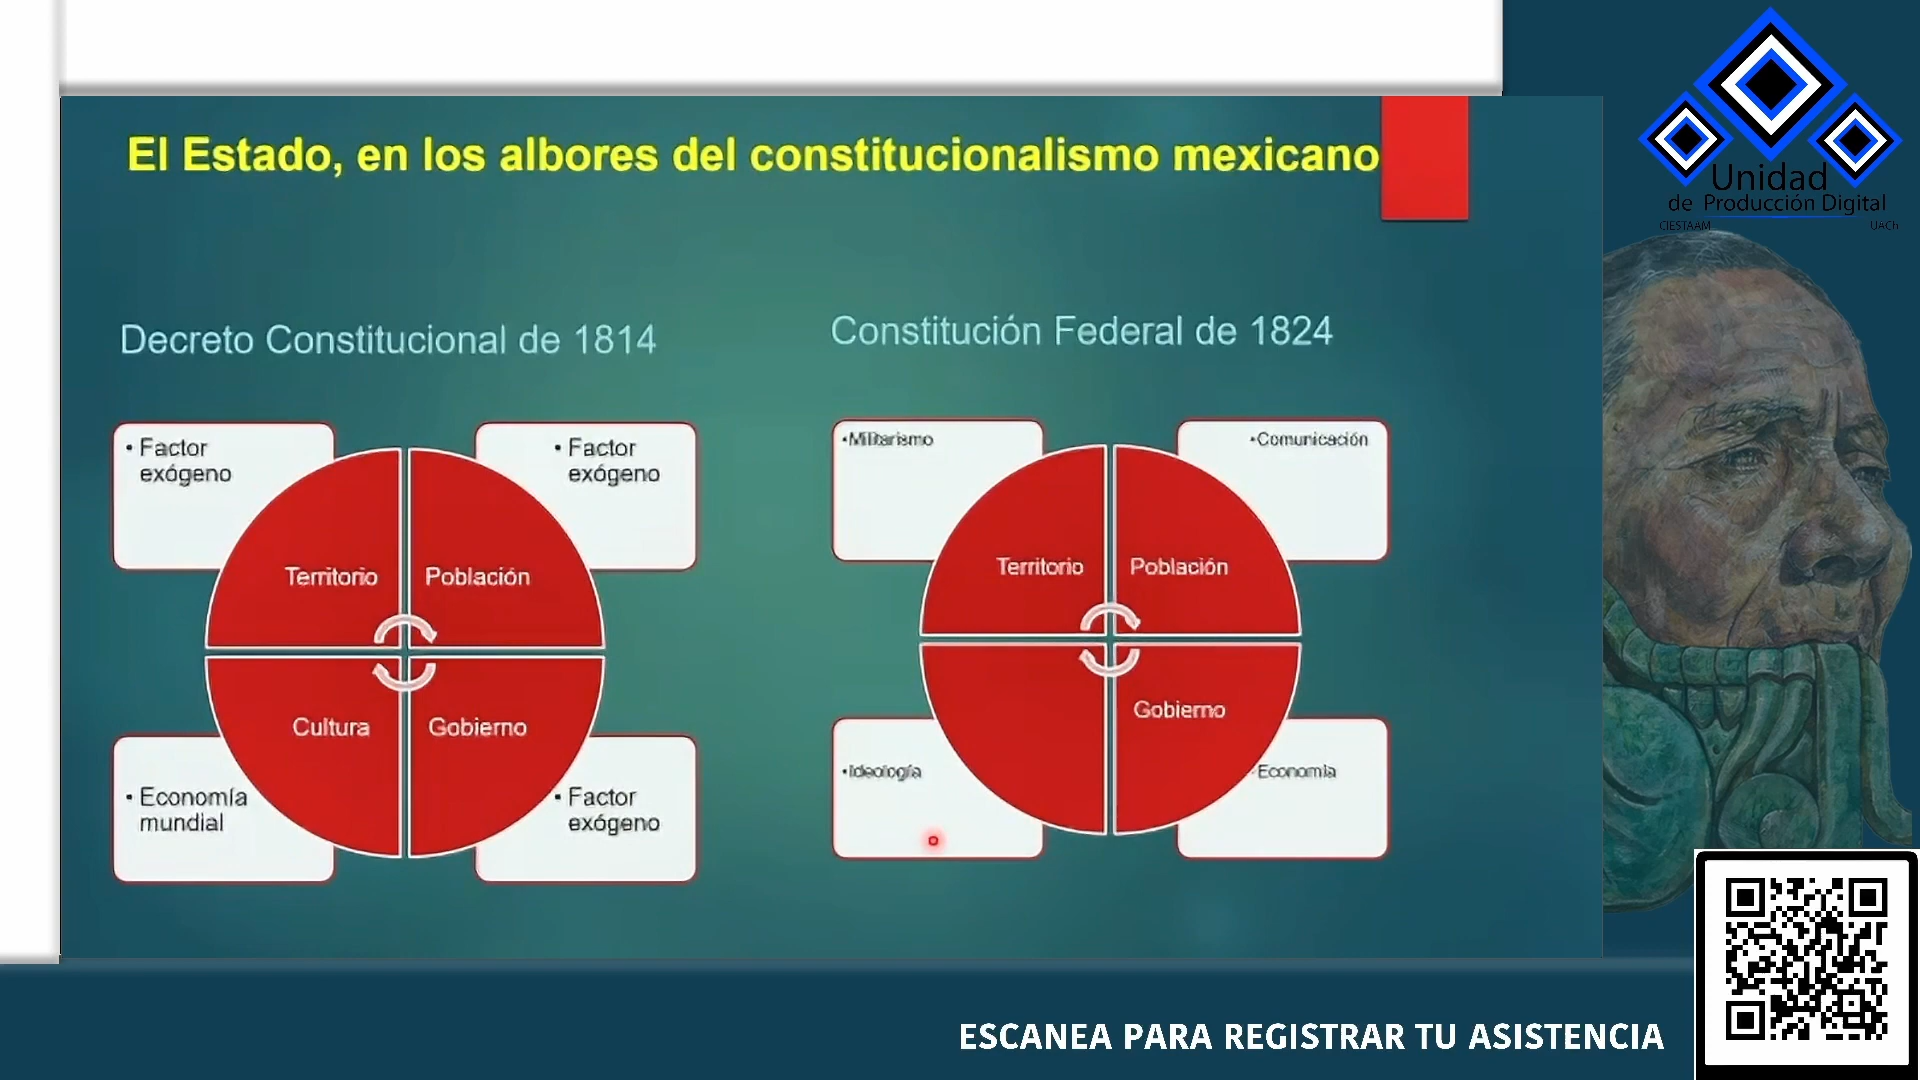 El Estado, en los albores del constitucionalismo mexicano
Unidad
de Producción Digital
CIESTAAM
UACh
Decreto Constitucional de 1814
• Factor
exógeno
• Factor
exógeno
Territorio
Población
Cultura
Gobierno
• Economía
mundial
• Factor
exógeno
Constitución Federal de 1824
•Militarismo
•Comunicación
Territorio
Población
Gobierno
•Ideología
•Economía
ESCANEA PARA REGISTRAR TU ASISTENCIA